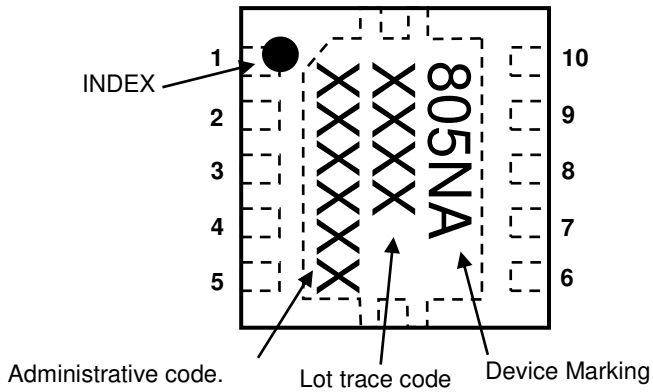 1
INDEX
2
3
4
5
10
9
8
7
6
805NA
XXXX
XXXXXX
Administrative code.
Lot trace code
Device Marking